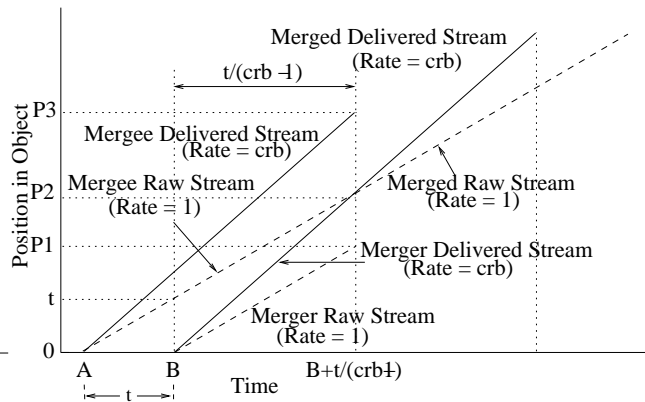 Merged Delivered Stream
(Rate = crb)
t/(crb -1)
P3
Mergee Delivered Stream
(Rate = crb)
Mergee Raw Stream
(Rate = 1)
P2
Merged Raw Stream
(Rate = 1)
P1
Merger Delivered Stream
(Rate = crb)
t
Merger Raw Stream
(Rate = 1)
0
Position in Object
A
B
B+t/(crb-1)
t
Time